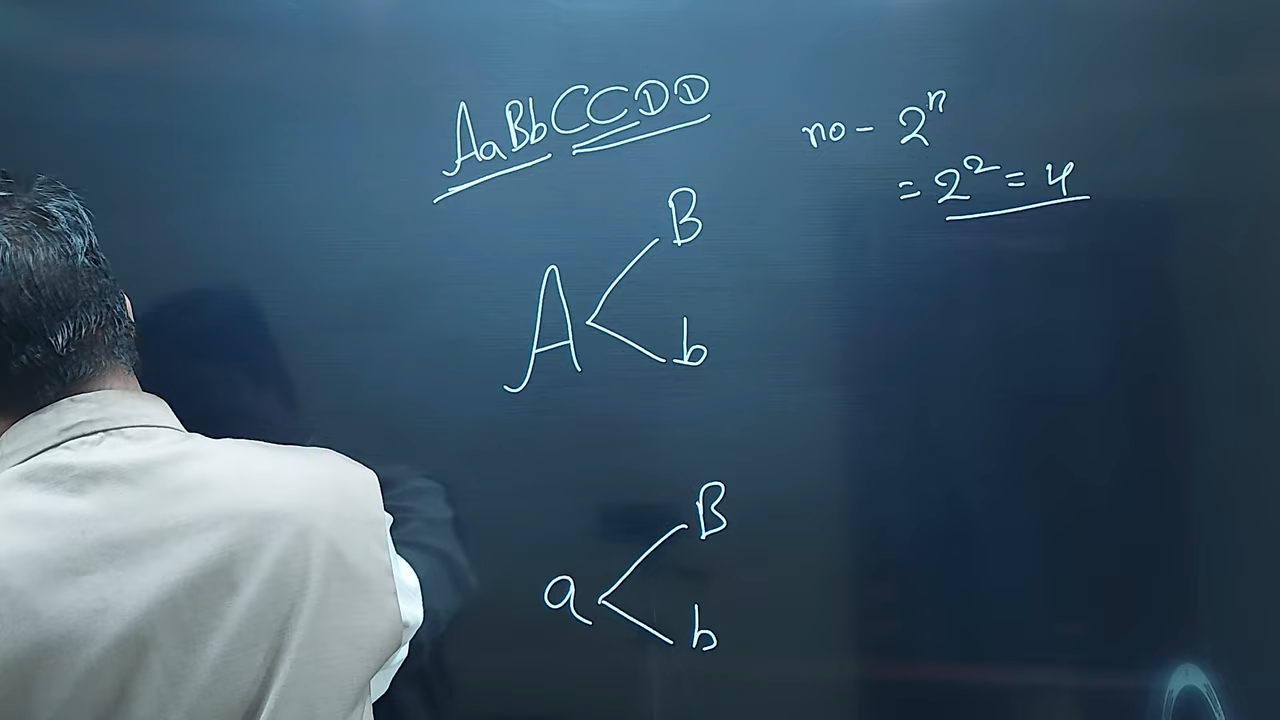 AaBbCCDD
no - 2ⁿ
= 2² = 4
B
A
b
B
a
b